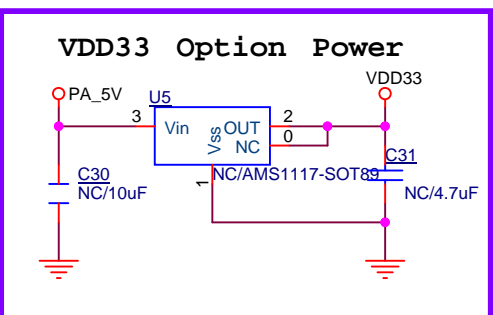 VDD33 Option Power
PA_5V
VDD33
U5
3
Vin
Vss
OUT
2
NC
0
1
NC/AMS1117-SOT89
C30
NC/10uF
C31
NC/4.7uF